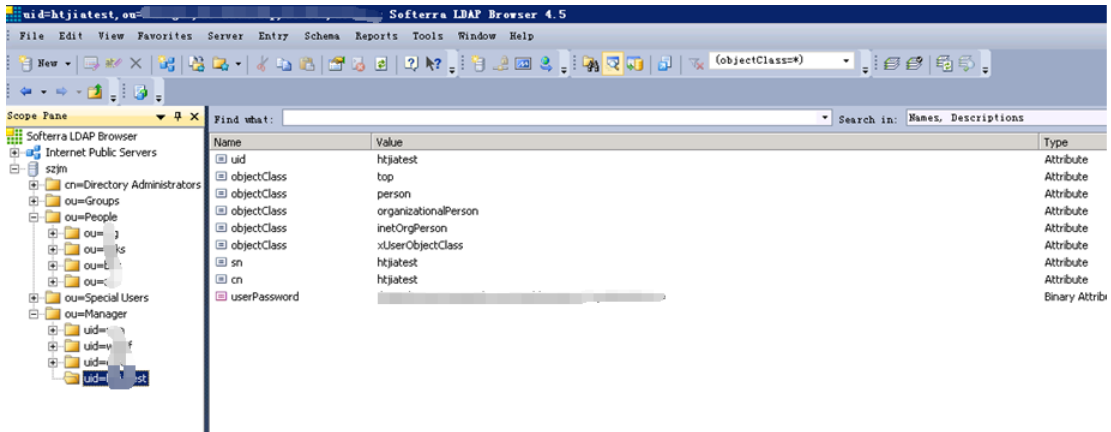 uid=htjiatest,ou= Softerra LDAP Browser 4.5
File Edit View Favorites Server Entry Schema Reports Tools Window Help
New (objectClass=*)
Scope Pane Find what: Search in: Names, Descriptions
Softerra LDAP Browser
Internet Public Servers
szjm
cn=Directory Administrators
ou=Groups
ou=People
ou=
ou= ks
ou=
ou=
ou=Special Users
ou=Manager
uid=
uid= f
uid=
uid= est
Name Value Type
uid htjiatest Attribute
objectClass top Attribute
objectClass person Attribute
objectClass organizationalPerson Attribute
objectClass inetOrgPerson Attribute
objectClass xUserObjectClass Attribute
sn htjiatest Attribute
cn htjiatest Attribute
userPassword Binary Attrib